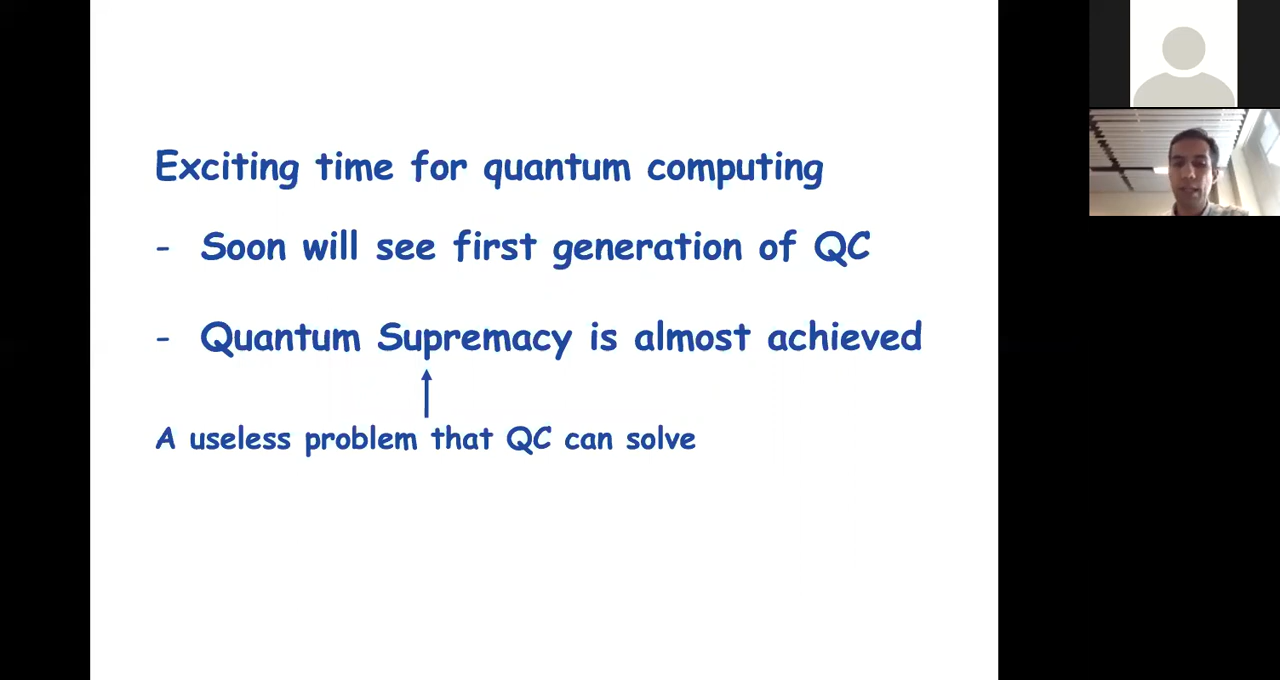 Exciting time for quantum computing
- Soon will see first generation of QC
- Quantum Supremacy is almost achieved
A useless problem that QC can solve